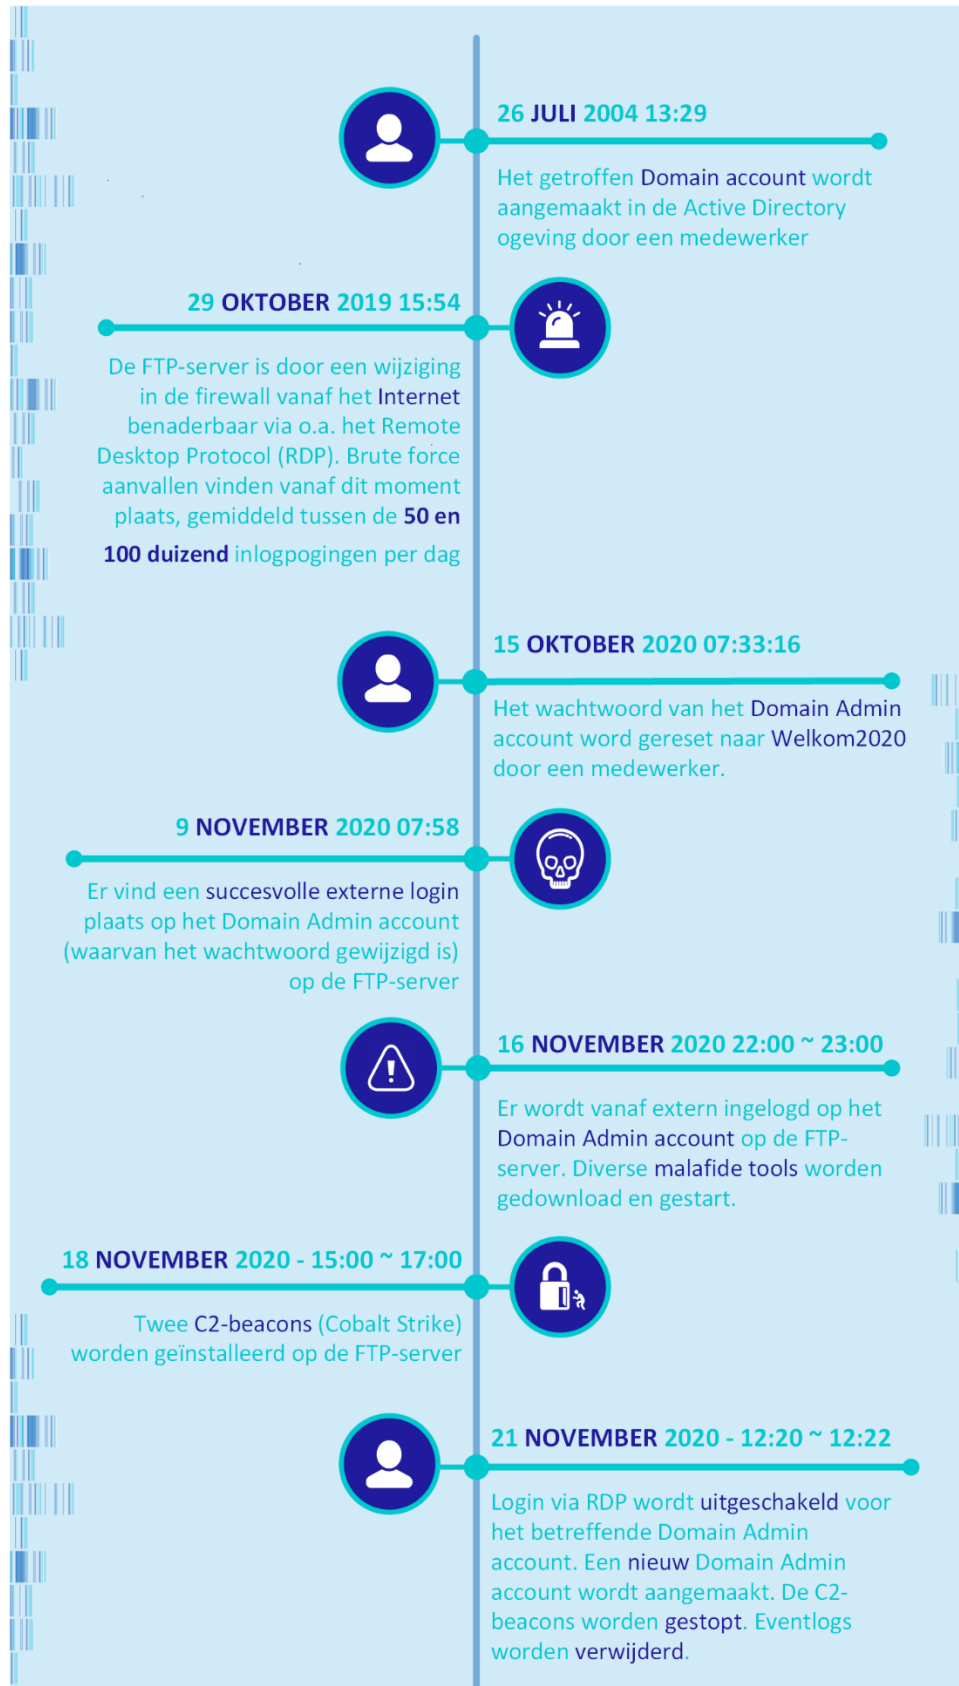 26 JULI 2004 13:29
Het getroffen Domain account wordt
aangemaakt in de Active Directory
ogeving door een medewerker
29 OKTOBER 2019 15:54
De FTP-server is door een wijziging
in de firewall vanaf het Internet
benaderbaar via o.a. het Remote
Desktop Protocol (RDP). Brute force
aanvallen vinden vanaf dit moment
plaats, gemiddeld tussen de 50 en
100 duizend inlogpogingen per dag
15 OKTOBER 2020 07:33:16
Het wachtwoord van het Domain Admin
account word gereset naar Welkom2020
door een medewerker.
9 NOVEMBER 2020 07:58
Er vind een succesvolle externe login
plaats op het Domain Admin account
(waarvan het wachtwoord gewijzigd is)
op de FTP-server
16 NOVEMBER 2020 22:00 ~ 23:00
Er wordt vanaf extern ingelogd op het
Domain Admin account op de FTP-
server. Diverse malafide tools worden
gedownload en gestart.
18 NOVEMBER 2020 - 15:00 ~ 17:00
Twee C2-beacons (Cobalt Strike)
worden geïnstalleerd op de FTP-server
21 NOVEMBER 2020 - 12:20 ~ 12:22
Login via RDP wordt uitgeschakeld voor
het betreffende Domain Admin
account. Een nieuw Domain Admin
account wordt aangemaakt. De C2-
beacons worden gestopt. Eventlogs
worden verwijderd.